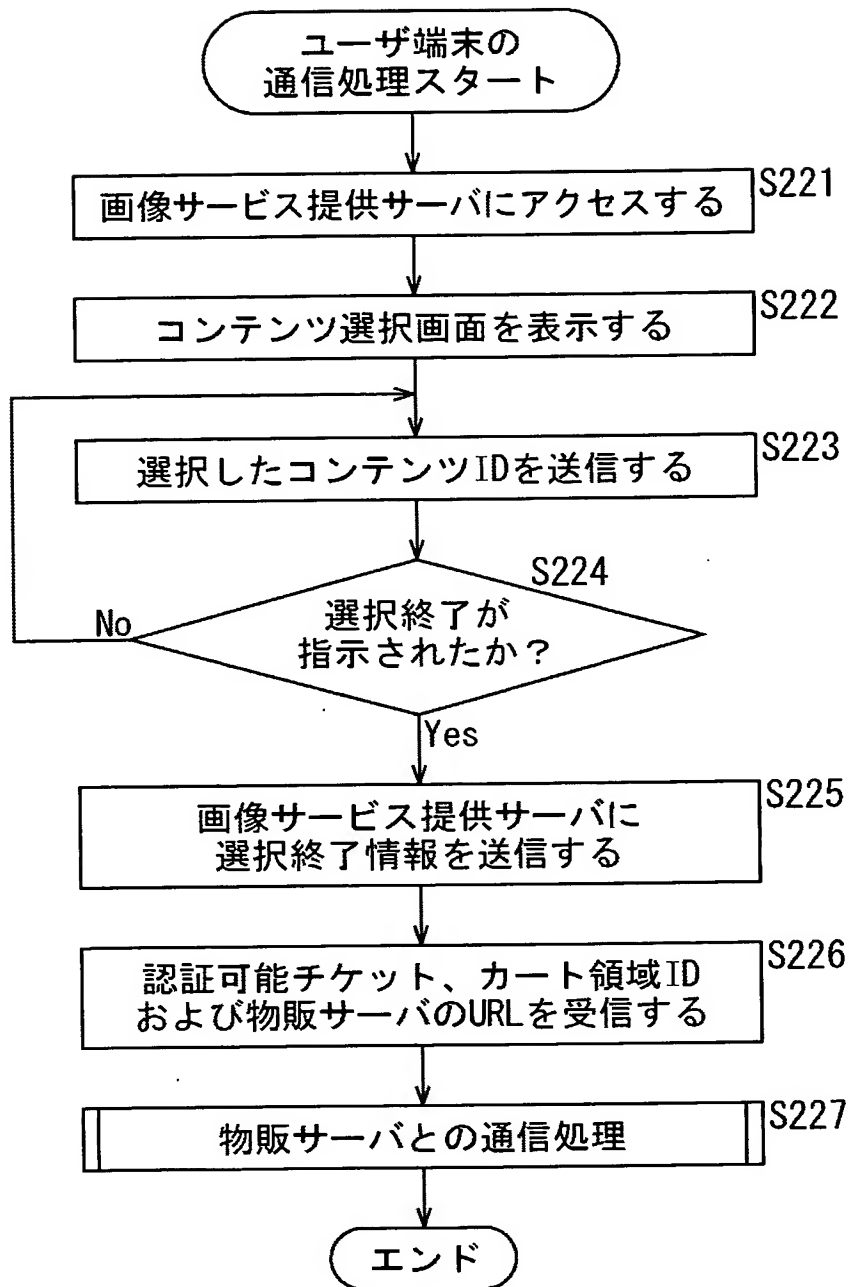 ユーザ端末の
通信処理スタート
画像サービス提供サーバにアクセスする
S221
コンテンツ選択画面を表示する
S222
選択したコンテンツIDを送信する
S223
S224
選択終了が
指示されたか?
No
Yes
画像サービス提供サーバに
選択終了情報を送信する
S225
認証可能チケット、カート領域ID
および物販サーバのURLを受信する
S226
物販サーバとの通信処理
S227
エンド